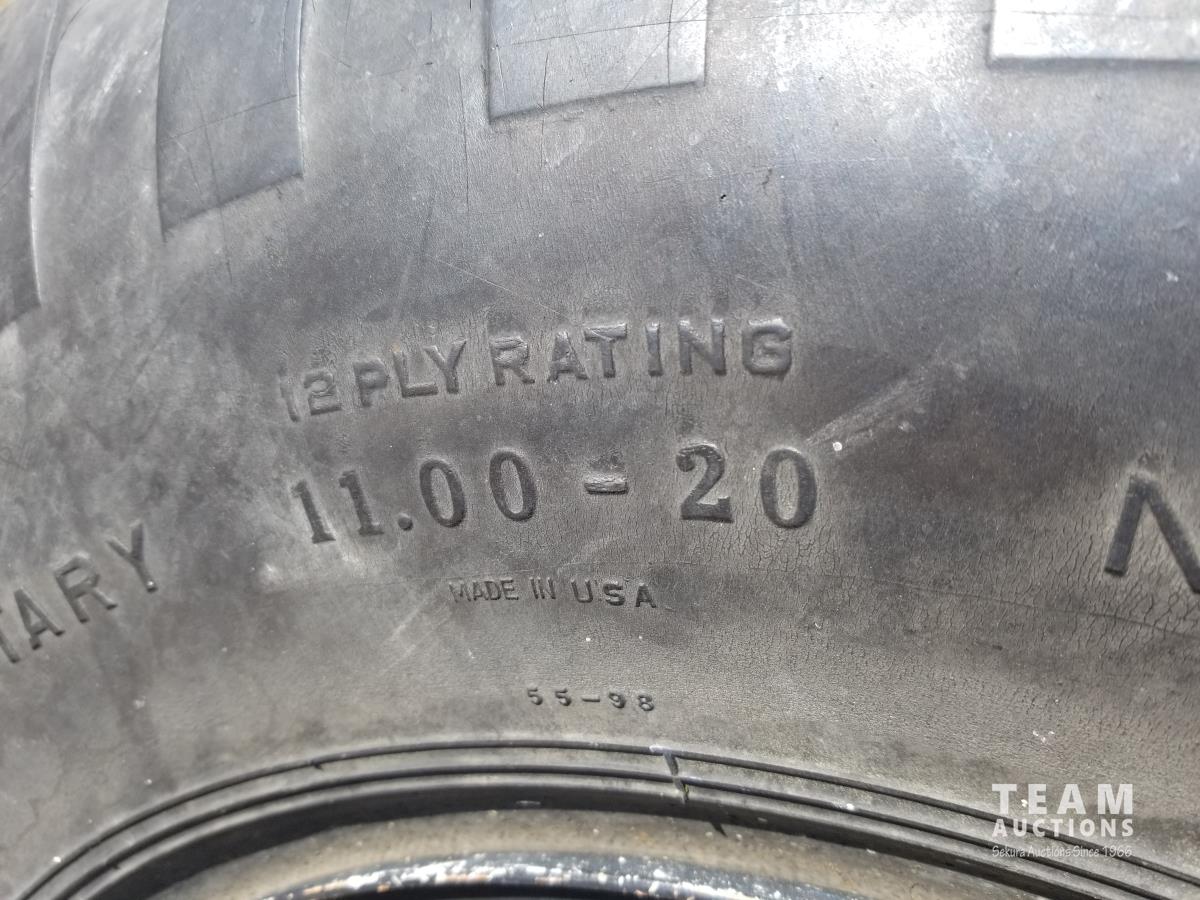 12 PLY RATING
11.00 - 20
MADE IN USA
55-98
TEAM
AUCTIONS
Sekura Auctions Since 1966